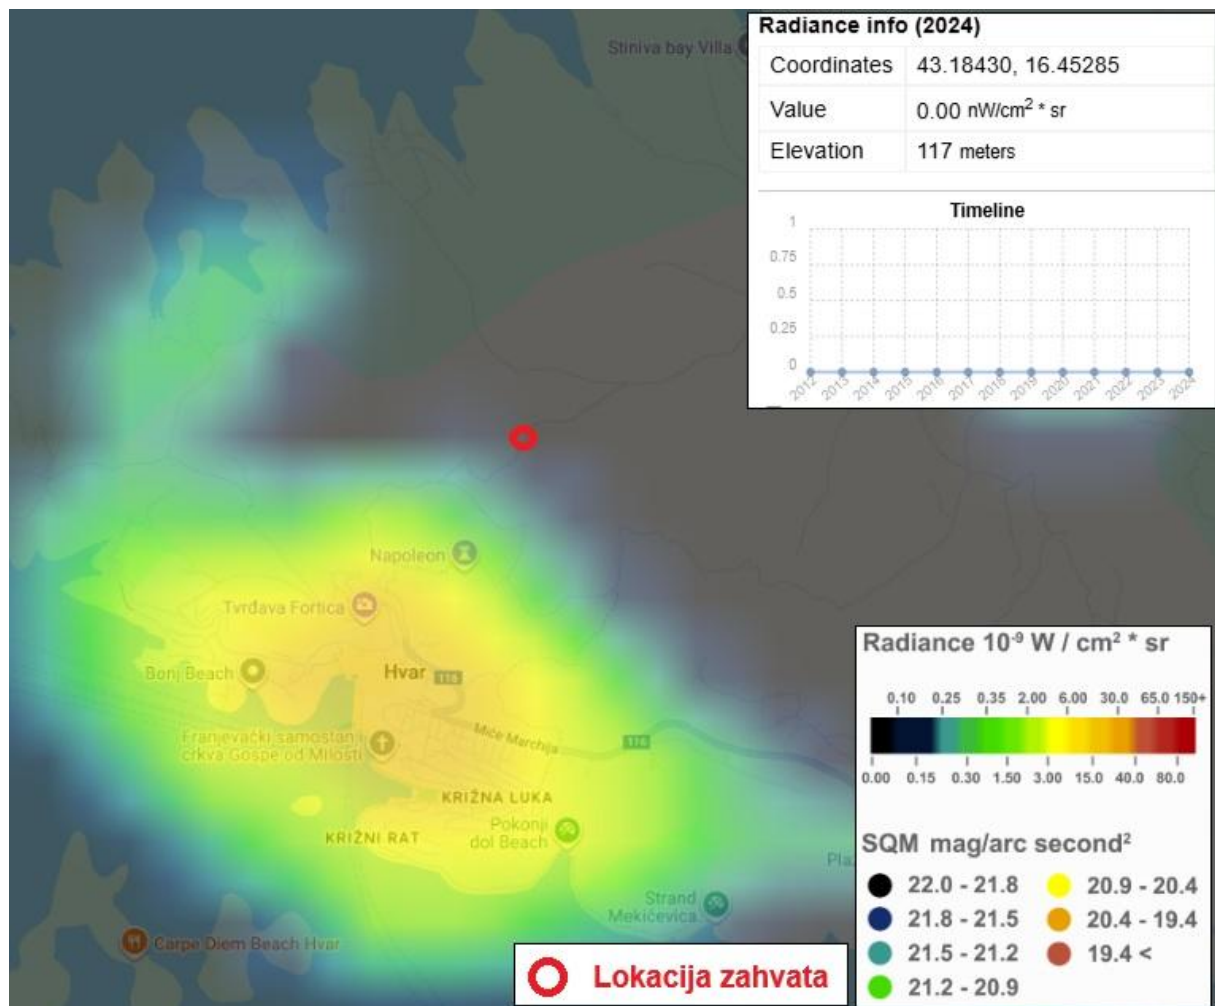 Stiniva bay Villa
Radiance info (2024)
Coordinates 43.18430, 16.45285
Value 0.00 nW/cm² * sr
Elevation 117 meters
Timeline
1
0.75
0.5
0.25
0
2012 2013 2014 2015 2016 2017 2018 2019 2020 2021 2022 2023 2024
Napoleon
Tvrđava Fortica
Bonj Beach
Hvar
116
Franjevački samostan i
crkva Gospe od Milosti
Miće Marchija
116
KRIŽNA LUKA
KRIŽNI RAT
Pokonji
dol Beach
Strand
Mekićevica
Carpe Diem Beach Hvar
Radiance 10⁻⁹ W / cm² * sr
0.10 0.25 0.35 2.00 6.00 30.0 65.0 150+
0.00 0.15 0.30 1.50 3.00 15.0 40.0 80.0
SQM mag/arc second²
22.0 - 21.8 20.9 - 20.4
21.8 - 21.5 20.4 - 19.4
21.5 - 21.2 19.4 <
21.2 - 20.9
Lokacija zahvata